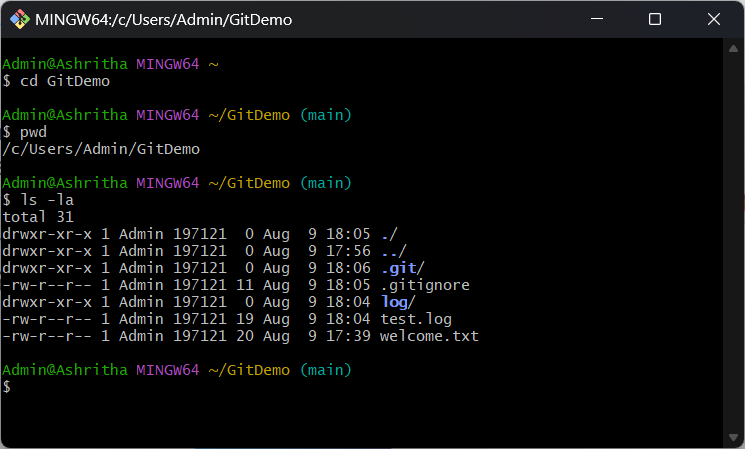 MINGW64:/c/Users/Admin/GitDemo
Admin@Ashritha MINGW64 ~
$ cd GitDemo
Admin@Ashritha MINGW64 ~/GitDemo (main)
$ pwd
/c/Users/Admin/GitDemo
Admin@Ashritha MINGW64 ~/GitDemo (main)
$ ls -la
total 31
drwxr-xr-x 1 Admin 197121  0 Aug  9 18:05 ./
drwxr-xr-x 1 Admin 197121  0 Aug  9 17:56 ../
drwxr-xr-x 1 Admin 197121  0 Aug  9 18:06 .git/
-rw-r--r-- 1 Admin 197121 11 Aug  9 18:05 .gitignore
drwxr-xr-x 1 Admin 197121  0 Aug  9 18:04 log/
-rw-r--r-- 1 Admin 197121 19 Aug  9 18:04 test.log
-rw-r--r-- 1 Admin 197121 20 Aug  9 17:39 welcome.txt
Admin@Ashritha MINGW64 ~/GitDemo (main)
$